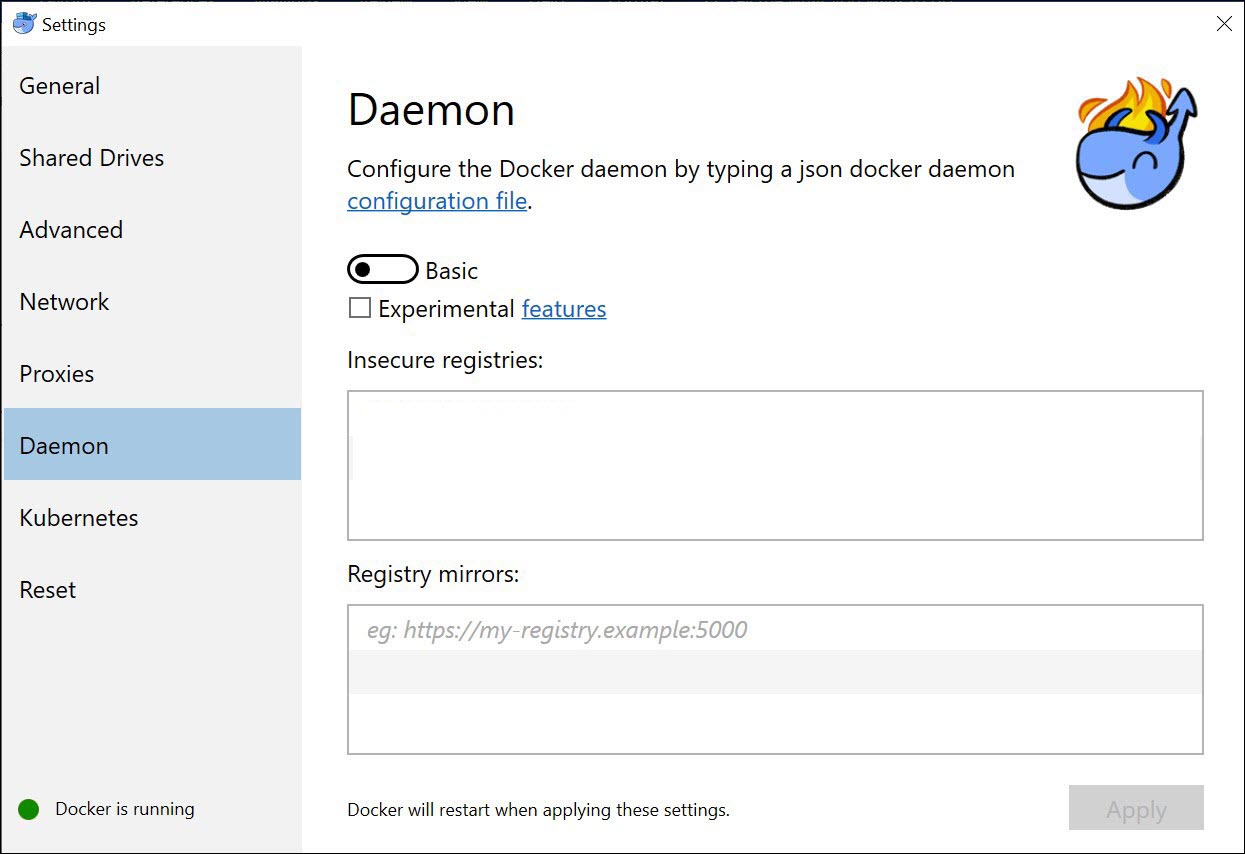 Settings
General
Shared Drives
Advanced
Network
Proxies
Daemon
Kubernetes
Reset
Docker is running
Daemon
Configure the Docker daemon by typing a json docker daemon
configuration file.
Basic
Experimental features
Insecure registries:
Registry mirrors:
eg: https://my-registry.example:5000
Docker will restart when applying these settings.
Apply